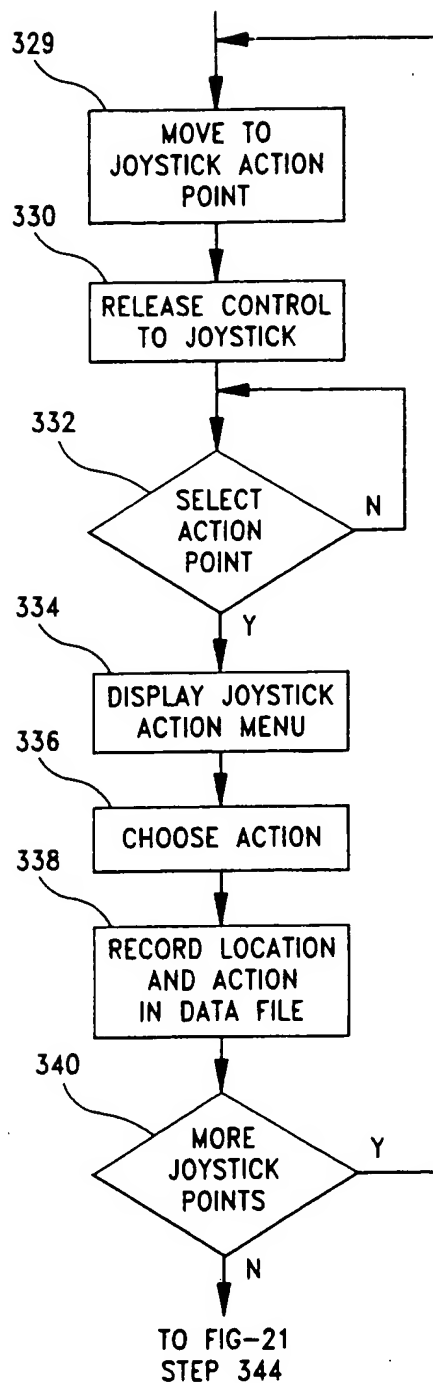 329
MOVE TO
JOYSTICK ACTION
POINT
330
RELEASE CONTROL
TO JOYSTICK
332
SELECT
ACTION
POINT
N
Y
334
DISPLAY JOYSTICK
ACTION MENU
336
CHOOSE ACTION
338
RECORD LOCATION
AND ACTION
IN DATA FILE
340
MORE
JOYSTICK
POINTS
Y
N
TO FIG-21
STEP 344